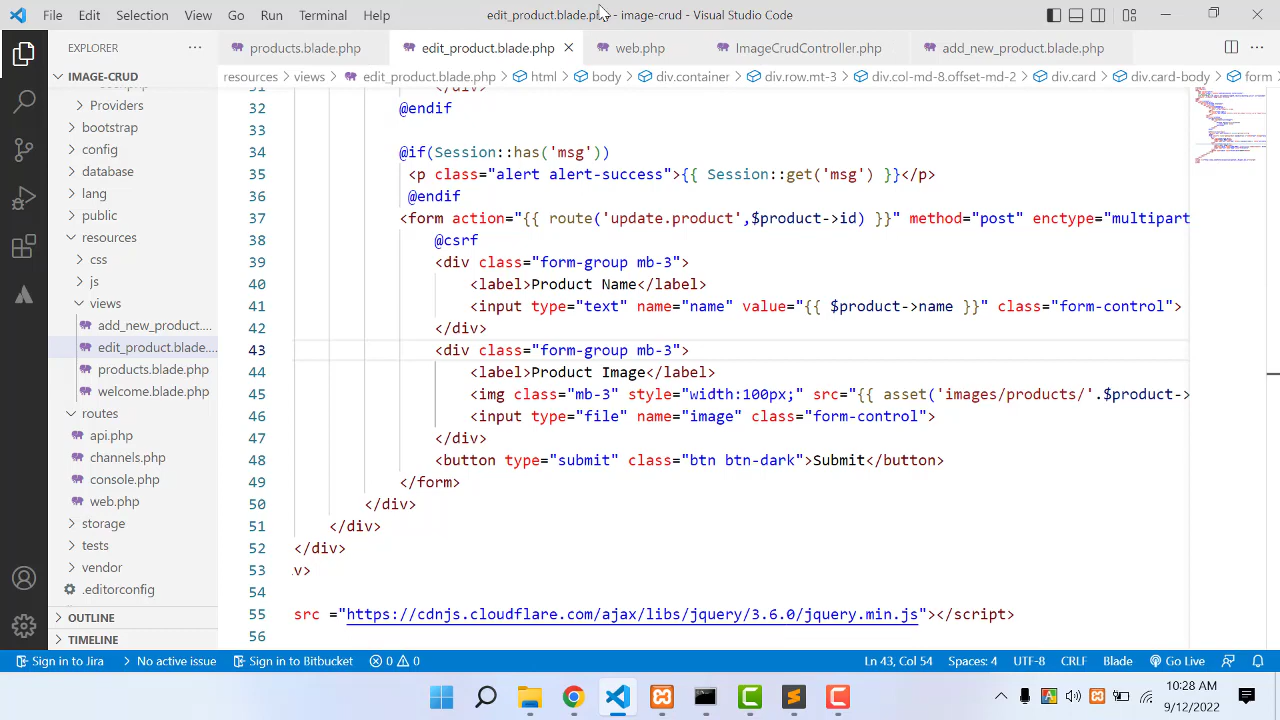 File Edit Selection View Go Run Terminal Help
- image-crud - Visual Studio Code
EXPLORER
products.blade.php
edit_product.blade.php
web.php
ImageCrudController.php
add_new_product.blade.php
IMAGE-CRUD
resources > views > edit_product.blade.php > html > body > div.container > div.row.mt-3 > div.col-md-8.offset-md-2 > div.card > div.card-body > form
Providers
bootstrap
config
database
lang
public
resources
css
js
views
add_new_product....
edit_product.blade....
products.blade.php
welcome.blade.php
routes
api.php
channels.php
console.php
web.php
storage
tests
vendor
.editorconfig
OUTLINE
TIMELINE
32 @endif
33
34 @if(Session::has('msg'))
35 <p class="alert alert-success">{{ Session::get('msg') }}</p>
36 @endif
37 <form action="{{ route('update.product',$product->id) }}" method="post" enctype="multipart
38 @csrf
39 <div class="form-group mb-3">
40 <label>Product Name</label>
41 <input type="text" name="name" value="{{ $product->name }}" class="form-control">
42 </div>
43 <div class="form-group mb-3">
44 <label>Product Image</label>
45 <img class="mb-3" style="width:100px;" src="{{ asset('images/products/'.$product->
46 <input type="file" name="image" class="form-control">
47 </div>
48 <button type="submit" class="btn btn-dark">Submit</button>
49 </form>
50 </div>
51 </div>
52 </div>
53 v>
54
55 src ="https://cdnjs.cloudflare.com/ajax/libs/jquery/3.6.0/jquery.min.js"></script>
56
Sign in to Jira No active issue Sign in to Bitbucket 0 0 Ln 43, Col 54 Spaces: 4 UTF-8 CRLF Blade Go Live
10:28 AM
9/12/2022